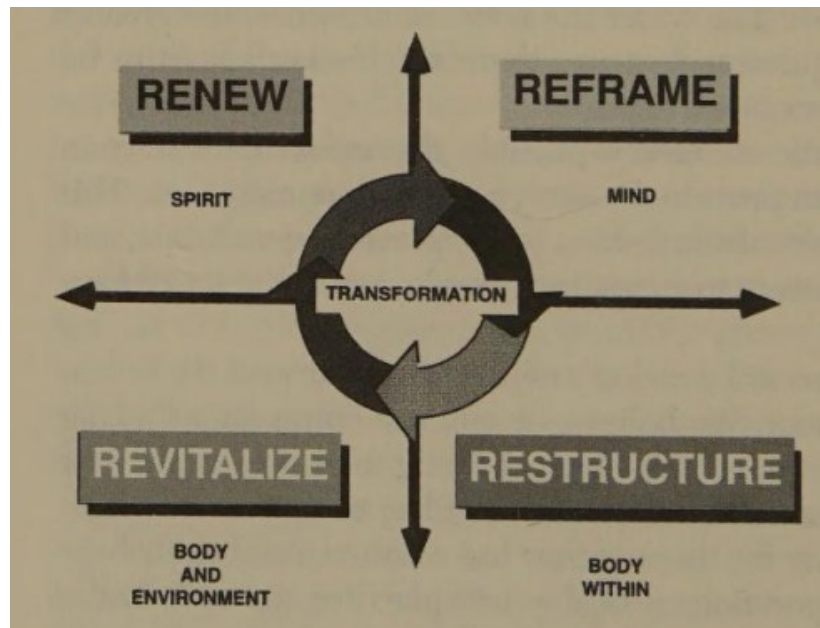 RENEW
REFRAME
SPIRIT
MIND
TRANSFORMATION
REVITALIZE
RESTRUCTURE
BODY
AND
ENVIRONMENT
BODY
WITHIN